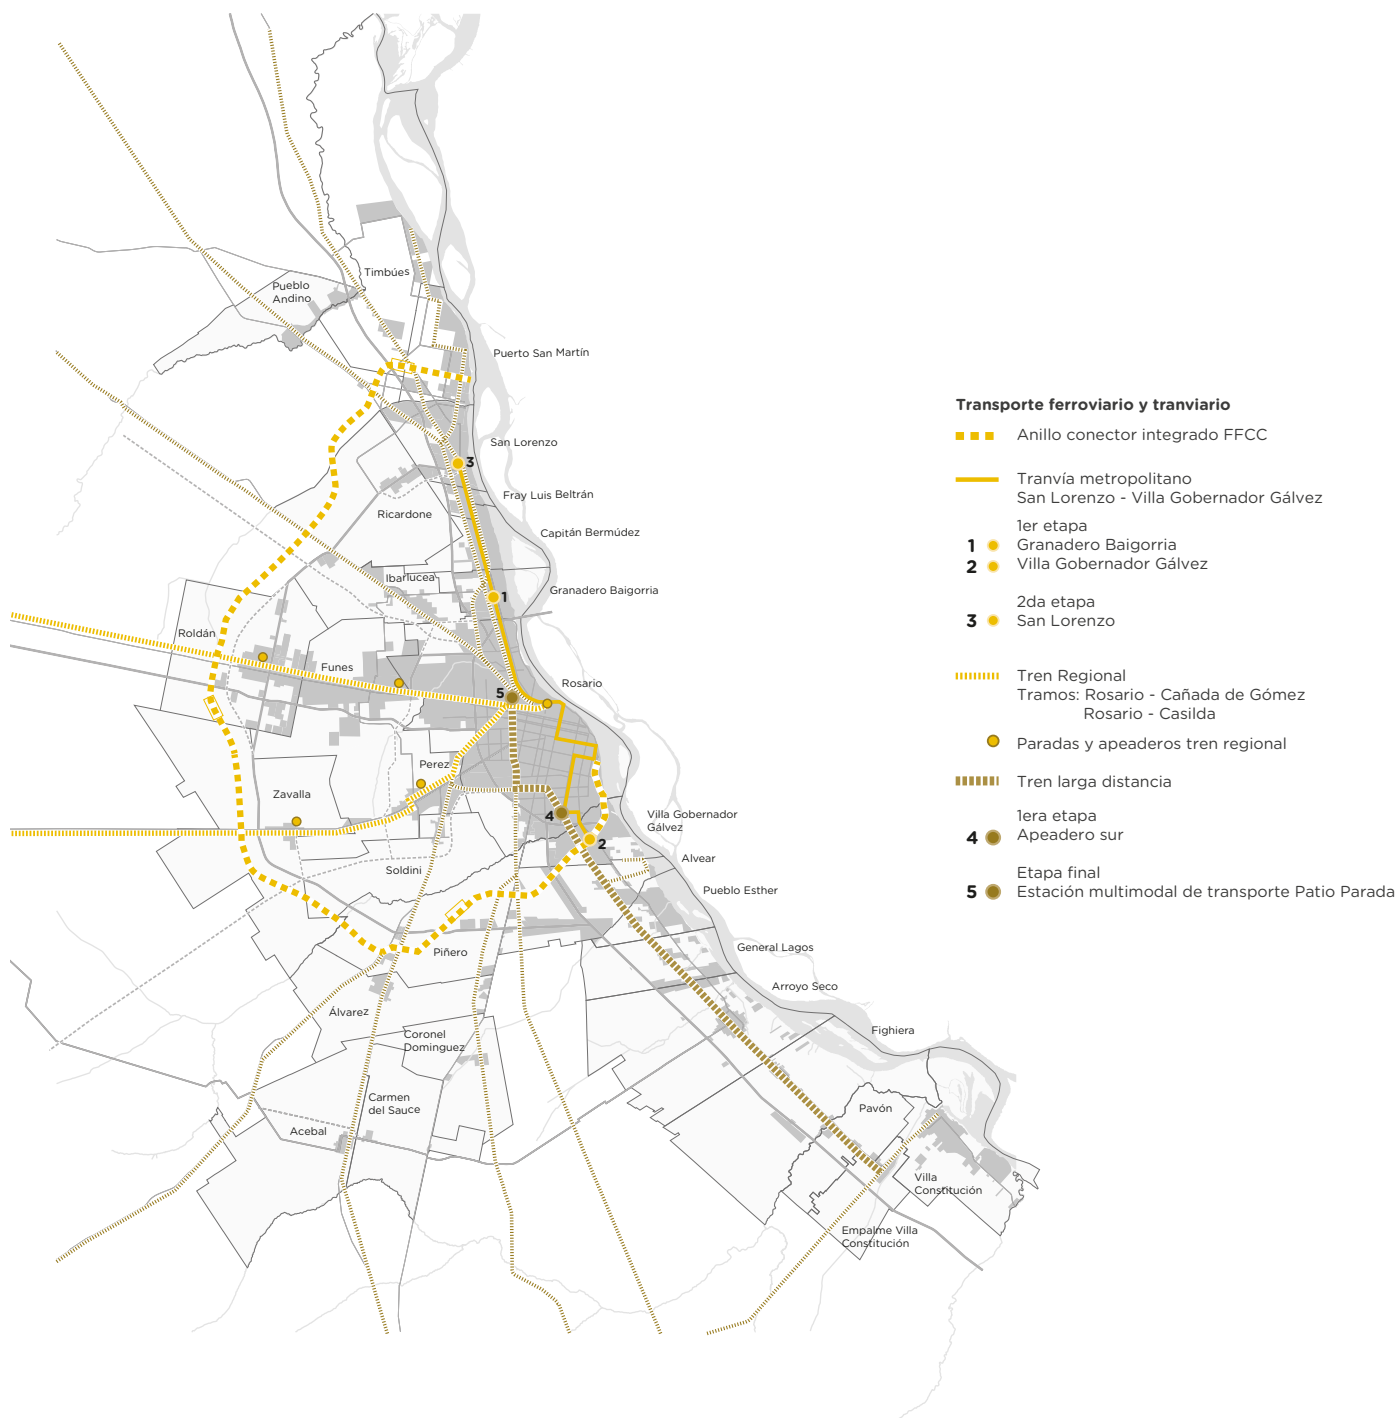 Timbúes
Pueblo
Andino
Puerto San Martín
San Lorenzo
3
Fray Luis Beltrán
Ricardone
Capitán Bermúdez
Ibarlucea
Granadero Baigorria
1
Roldán
Funes
Rosario
5
Perez
Zavalla
4
Villa Gobernador
Gálvez
2
Alvear
Soldini
Pueblo Esther
General Lagos
Piñero
Arroyo Seco
Álvarez
Fighiera
Coronel
Dominguez
Carmen
del Sauce
Pavón
Acebal
Villa
Constitución
Empalme Villa
Constitución
Transporte ferroviario y tranviario
Anillo conector integrado FFCC
Tranvía metropolitano
San Lorenzo - Villa Gobernador Gálvez
1er etapa
1 Granadero Baigorria
2 Villa Gobernador Gálvez
2da etapa
3 San Lorenzo
Tren Regional
Tramos: Rosario - Cañada de Gómez
Rosario - Casilda
Paradas y apeaderos tren regional
Tren larga distancia
1era etapa
4 Apeadero sur
Etapa final
5 Estación multimodal de transporte Patio Parada